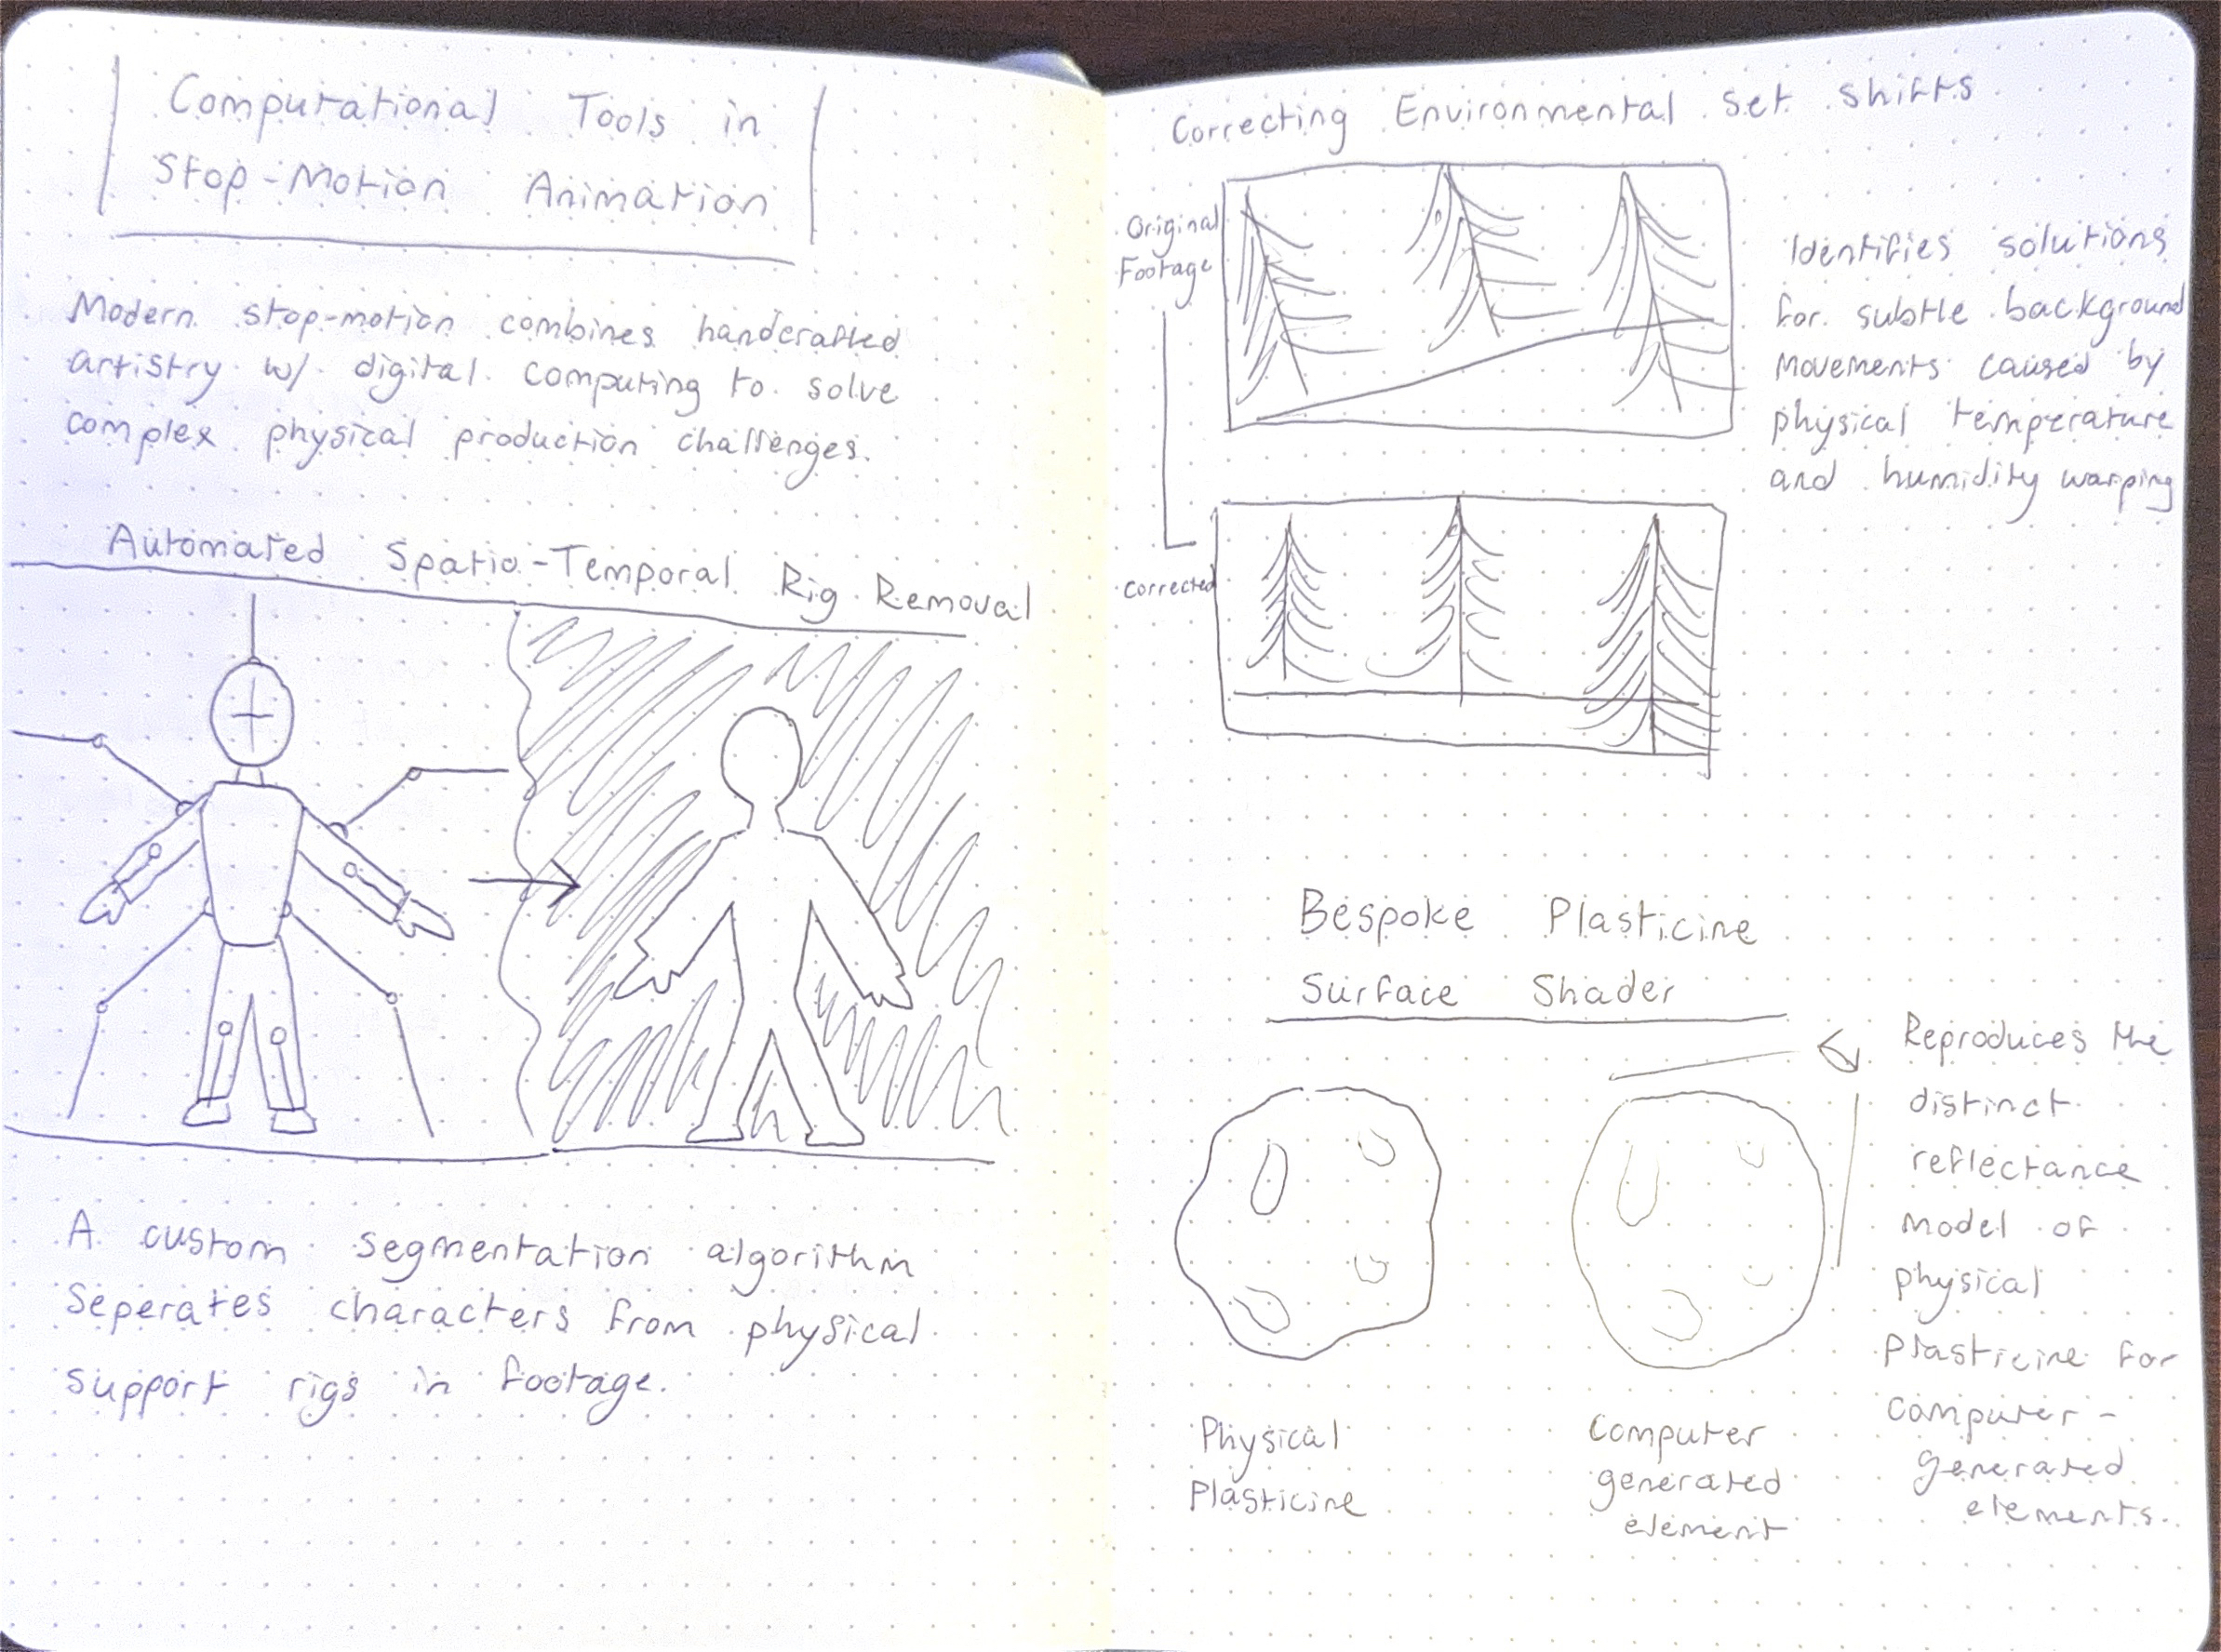 Computational Tools in
Stop-Motion Animation
Modern stop-motion combines handcrafted
artistry w/ digital computing to solve
complex physical production challenges.
Automated Spatio-Temporal Rig Removal
A custom segmentation algorithm
Seperates characters from physical
support rigs in footage.
Correcting Environmental set shifts
Original
Footage
Corrected
Identifies solutions
for subtle background
movements caused by
physical temperature
and humidity warping
Bespoke Plasticine
Surface Shader
Physical
Plasticine
Computer
generated
element
Reproduces the
distinct
reflectance
model of
physical
Plasticine for
computer-
generated
elements.